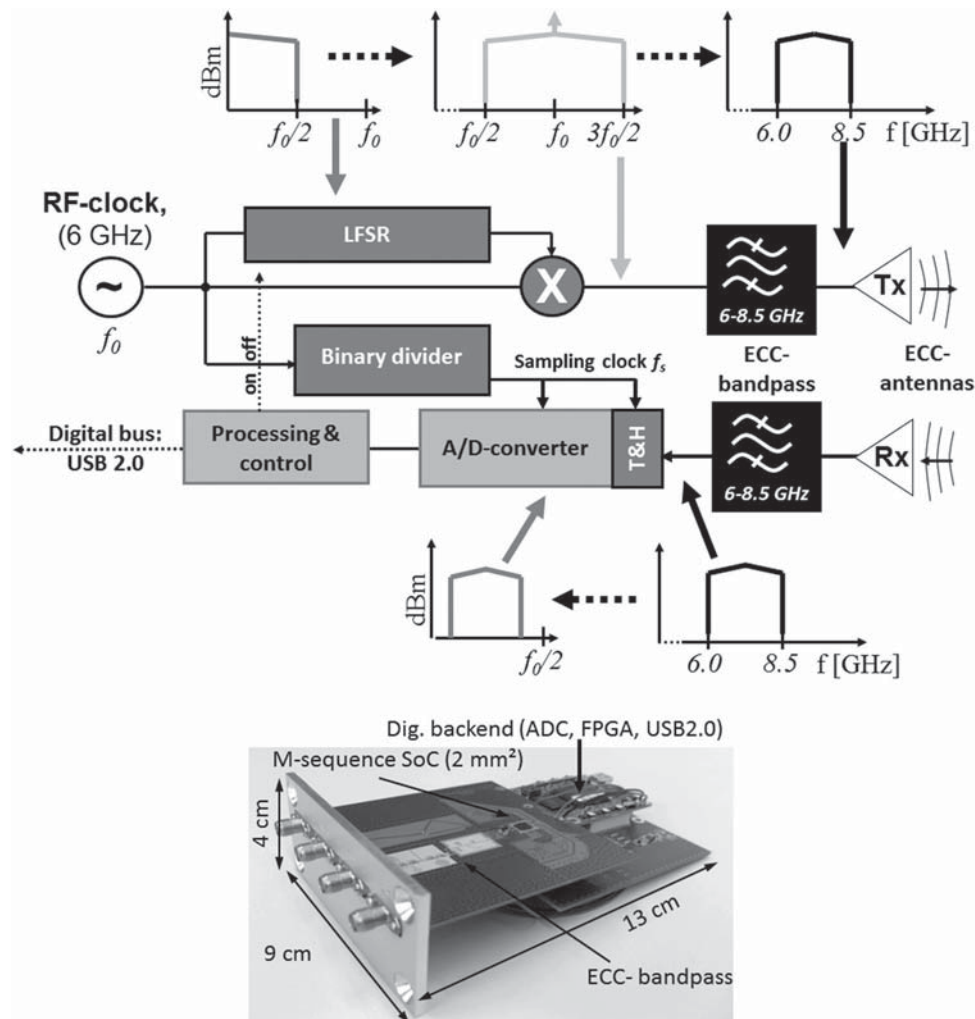 dBm
f₀/2
f₀
f₀/2
f₀
3f₀/2
6.0
8.5
f [GHz]
RF-clock,
(6 GHz)
~
f₀
LFSR
X
6-8.5 GHz
ECC-
bandpass
Tx
ECC-
antennas
on off
Binary divider
Sampling clock fₛ
Digital bus:
USB 2.0
Processing &
control
A/D-converter
T&H
6-8.5 GHz
Rx
dBm
f₀/2
6.0
8.5
f [GHz]
Dig. backend (ADC, FPGA, USB2.0)
M-sequence SoC (2 mm²)
4 cm
9 cm
13 cm
ECC- bandpass